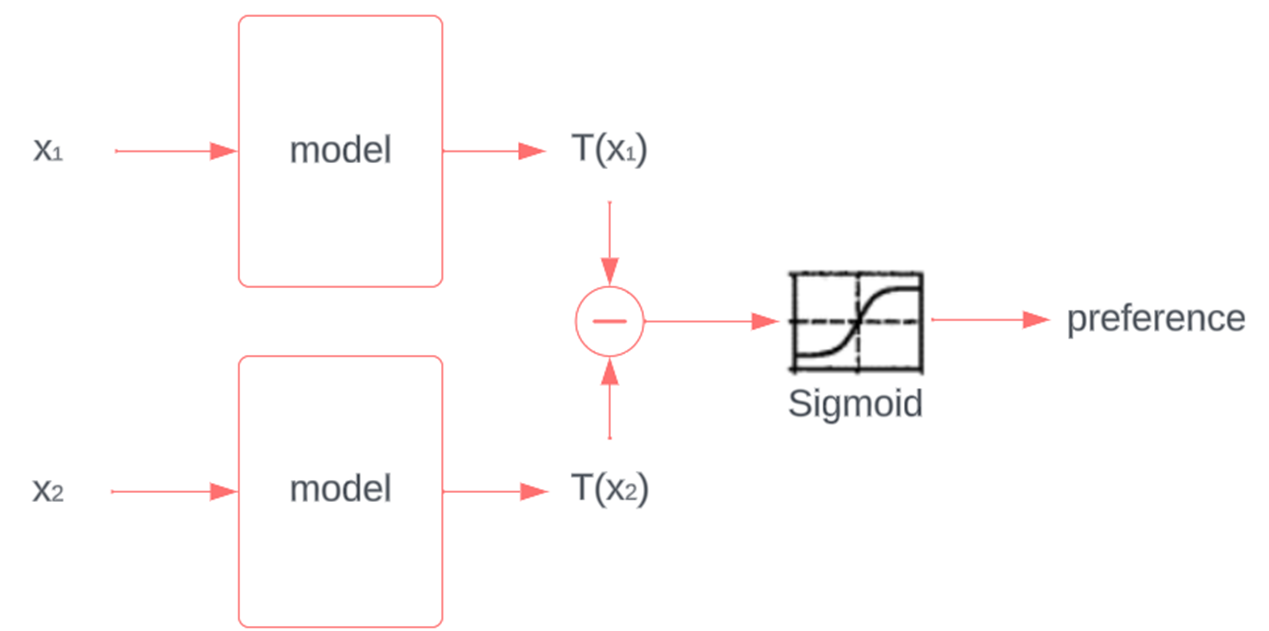 x₁
model
T(x₁)
Sigmoid
preference
x₂
model
T(x₂)